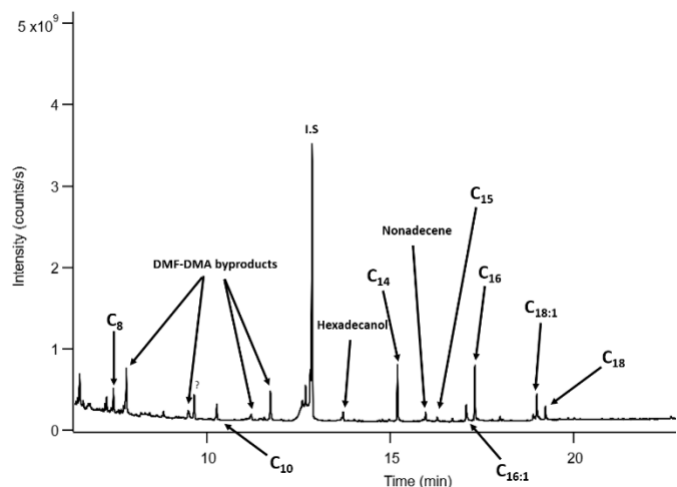 5 x10⁹
4
3
2
1
0
Intensity (counts/s)
I.S
C₁₅
Nonadecene
DMF-DMA byproducts
C₁₄
C₁₆
C₈
Hexadecanol
C₁₈:₁
C₁₈
?
C₁₀
C₁₆:₁
10
15
20
Time (min)